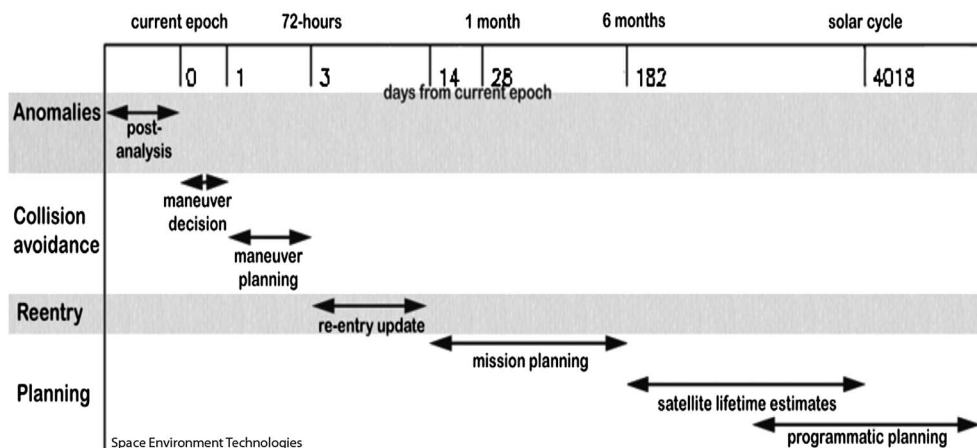 current epoch 72-hours 1 month 6 months solar cycle
0 1 3 14 28 182 4018
days from current epoch
Anomalies
post-
analysis
maneuver
decision
Collision
avoidance
maneuver
planning
Reentry
re-entry update
mission planning
Planning
satellite lifetime estimates
programmatic planning
Space Environment Technologies